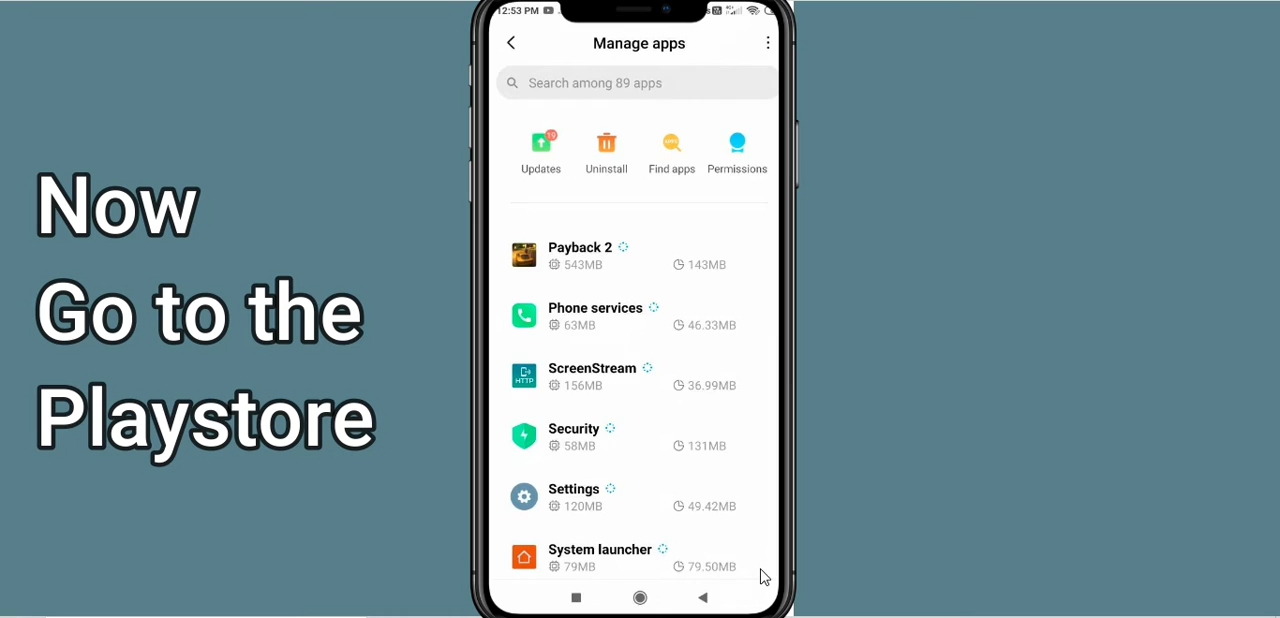 12:53 PM
Manage apps
Search among 89 apps
19
Updates
Uninstall
Find apps
Permissions
Payback 2
543MB
143MB
Phone services
63MB
46.33MB
HTTP
ScreenStream
156MB
36.99MB
Security
58MB
131MB
Settings
120MB
49.42MB
System launcher
79MB
79.50MB
Now
Go to the
Playstore